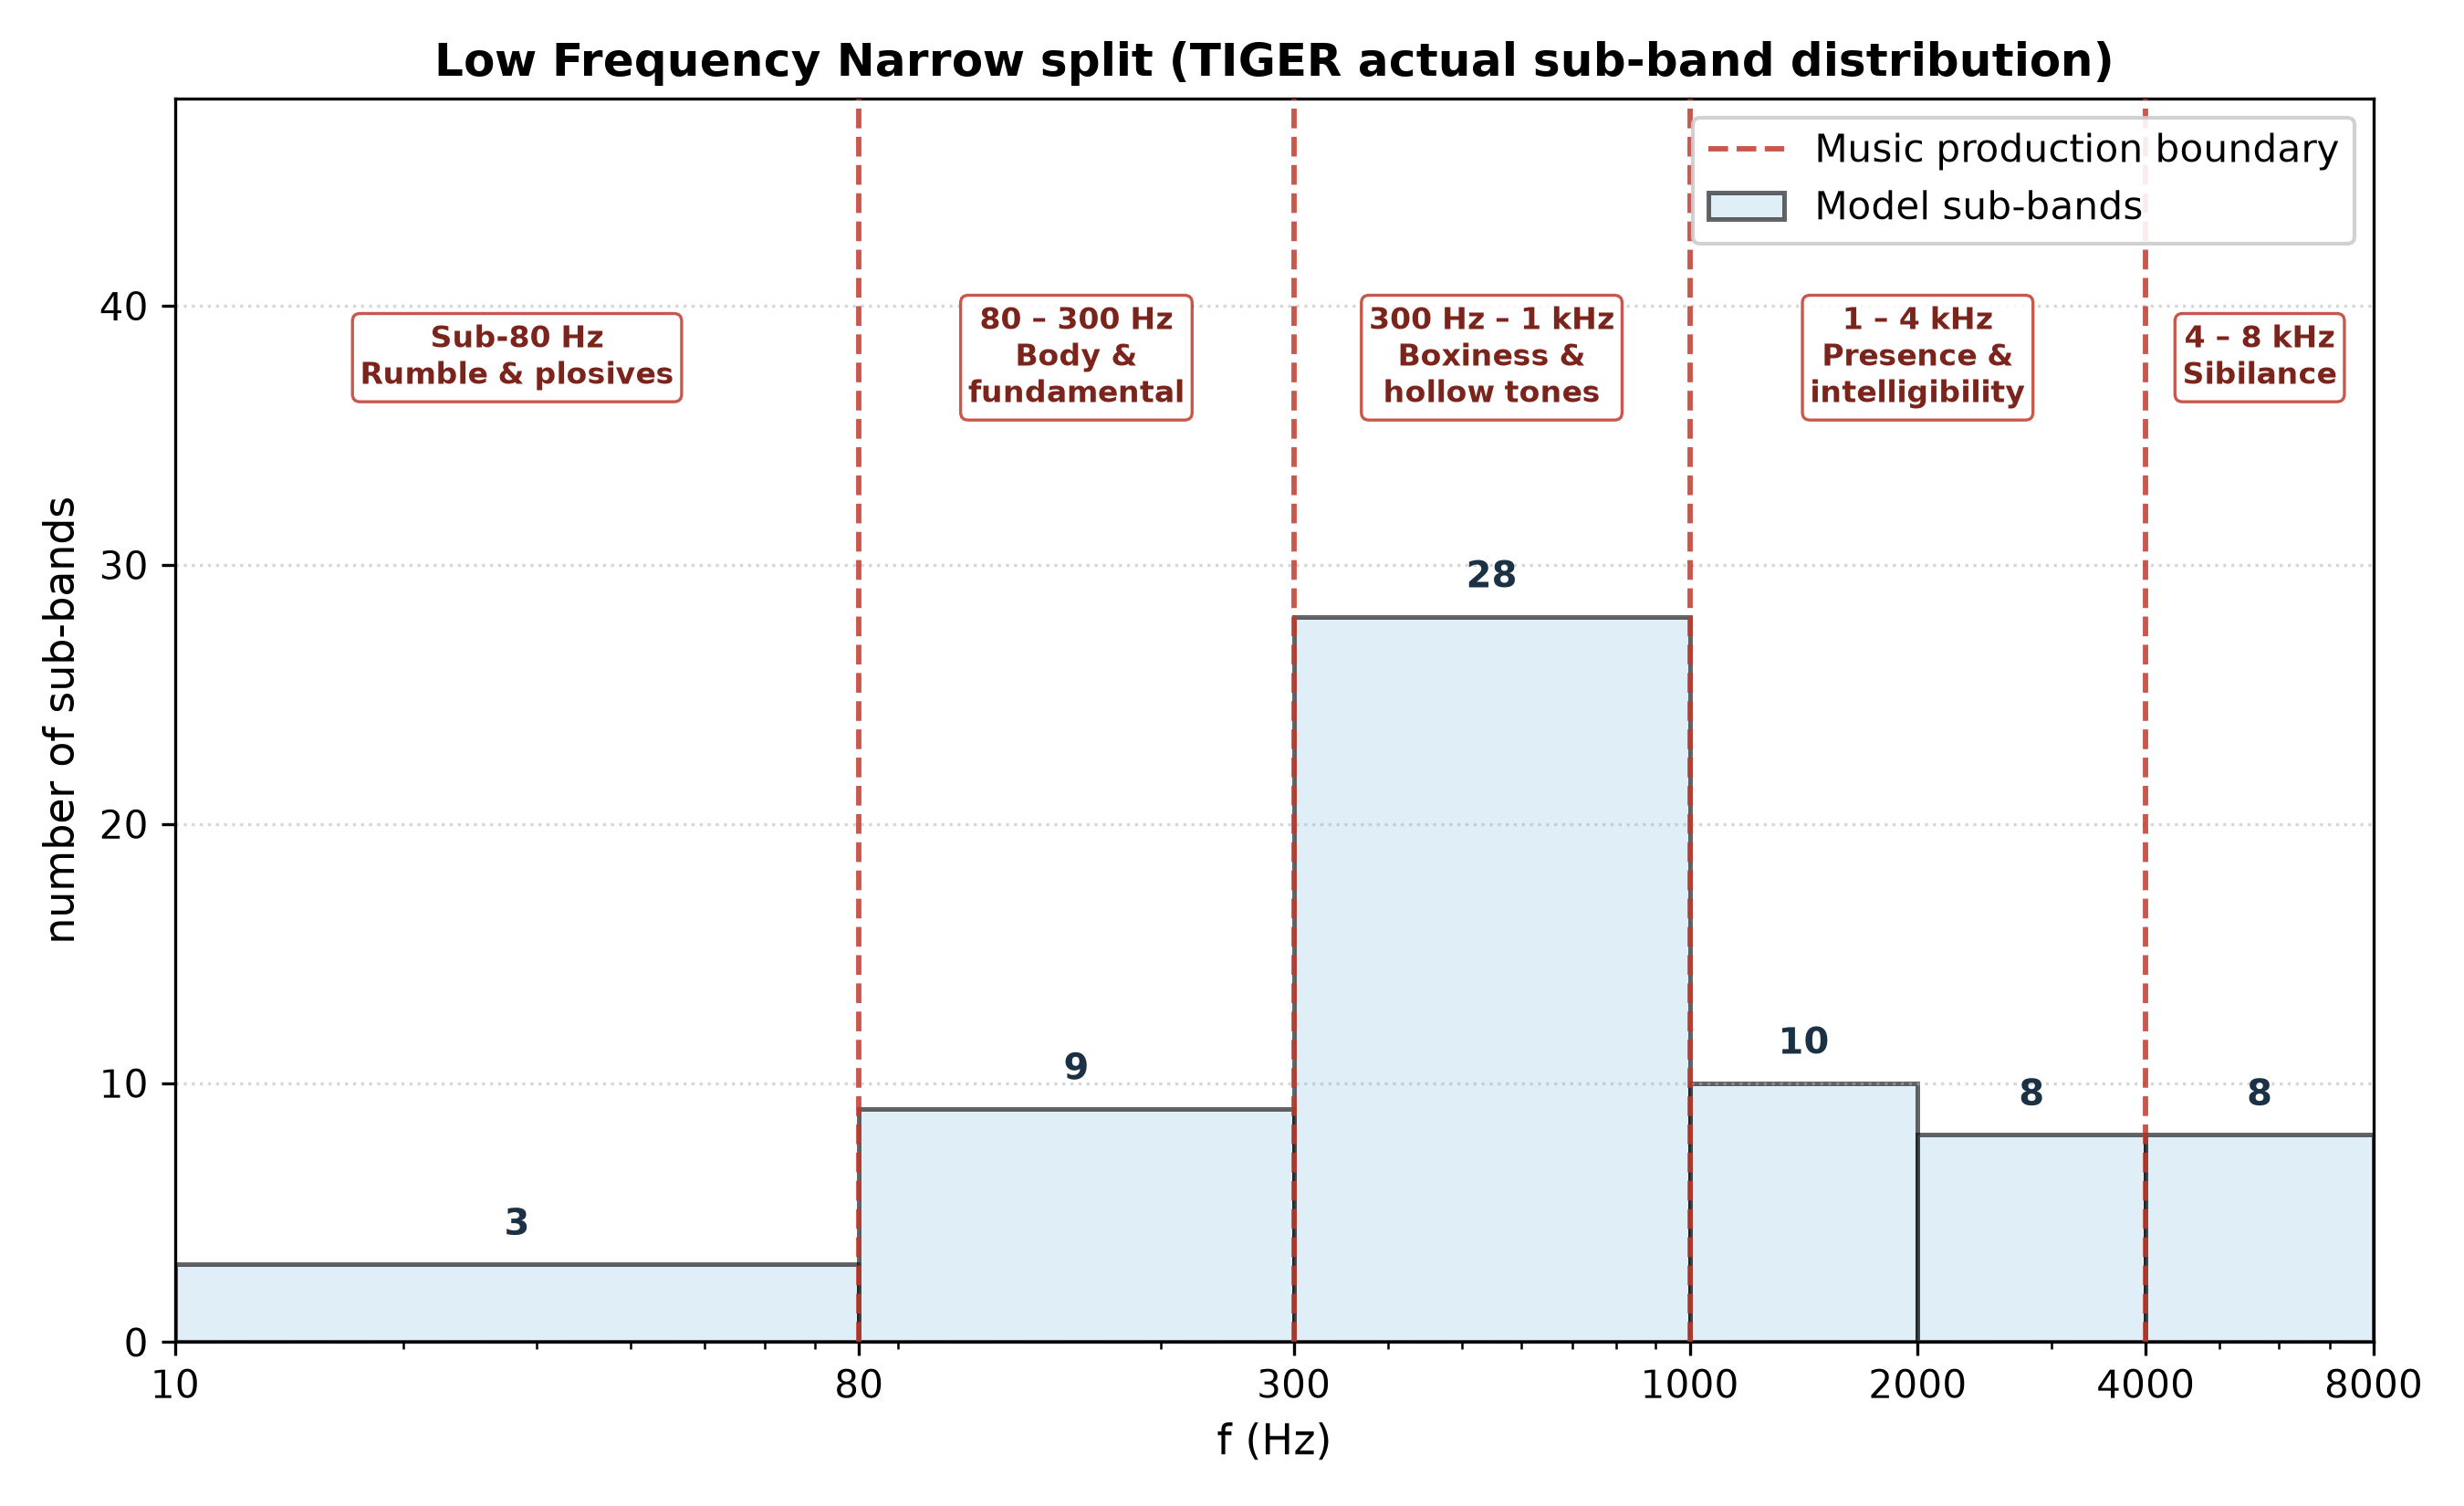 Low Frequency Narrow split (TIGER actual sub-band distribution)
Music production boundary
Model sub-bands
Sub-80 Hz
Rumble & plosives
80 – 300 Hz
Body &
fundamental
300 Hz – 1 kHz
Boxiness &
hollow tones
1 – 4 kHz
Presence &
intelligibility
4 – 8 kHz
Sibilance
number of sub-bands
40
30
20
10
0
3
9
28
10
8
8
10
80
300
1000
2000
4000
8000
f (Hz)